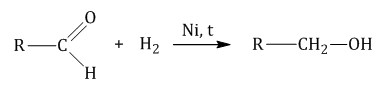 O
R—C + H₂ Ni, t R—CH₂—OH
H